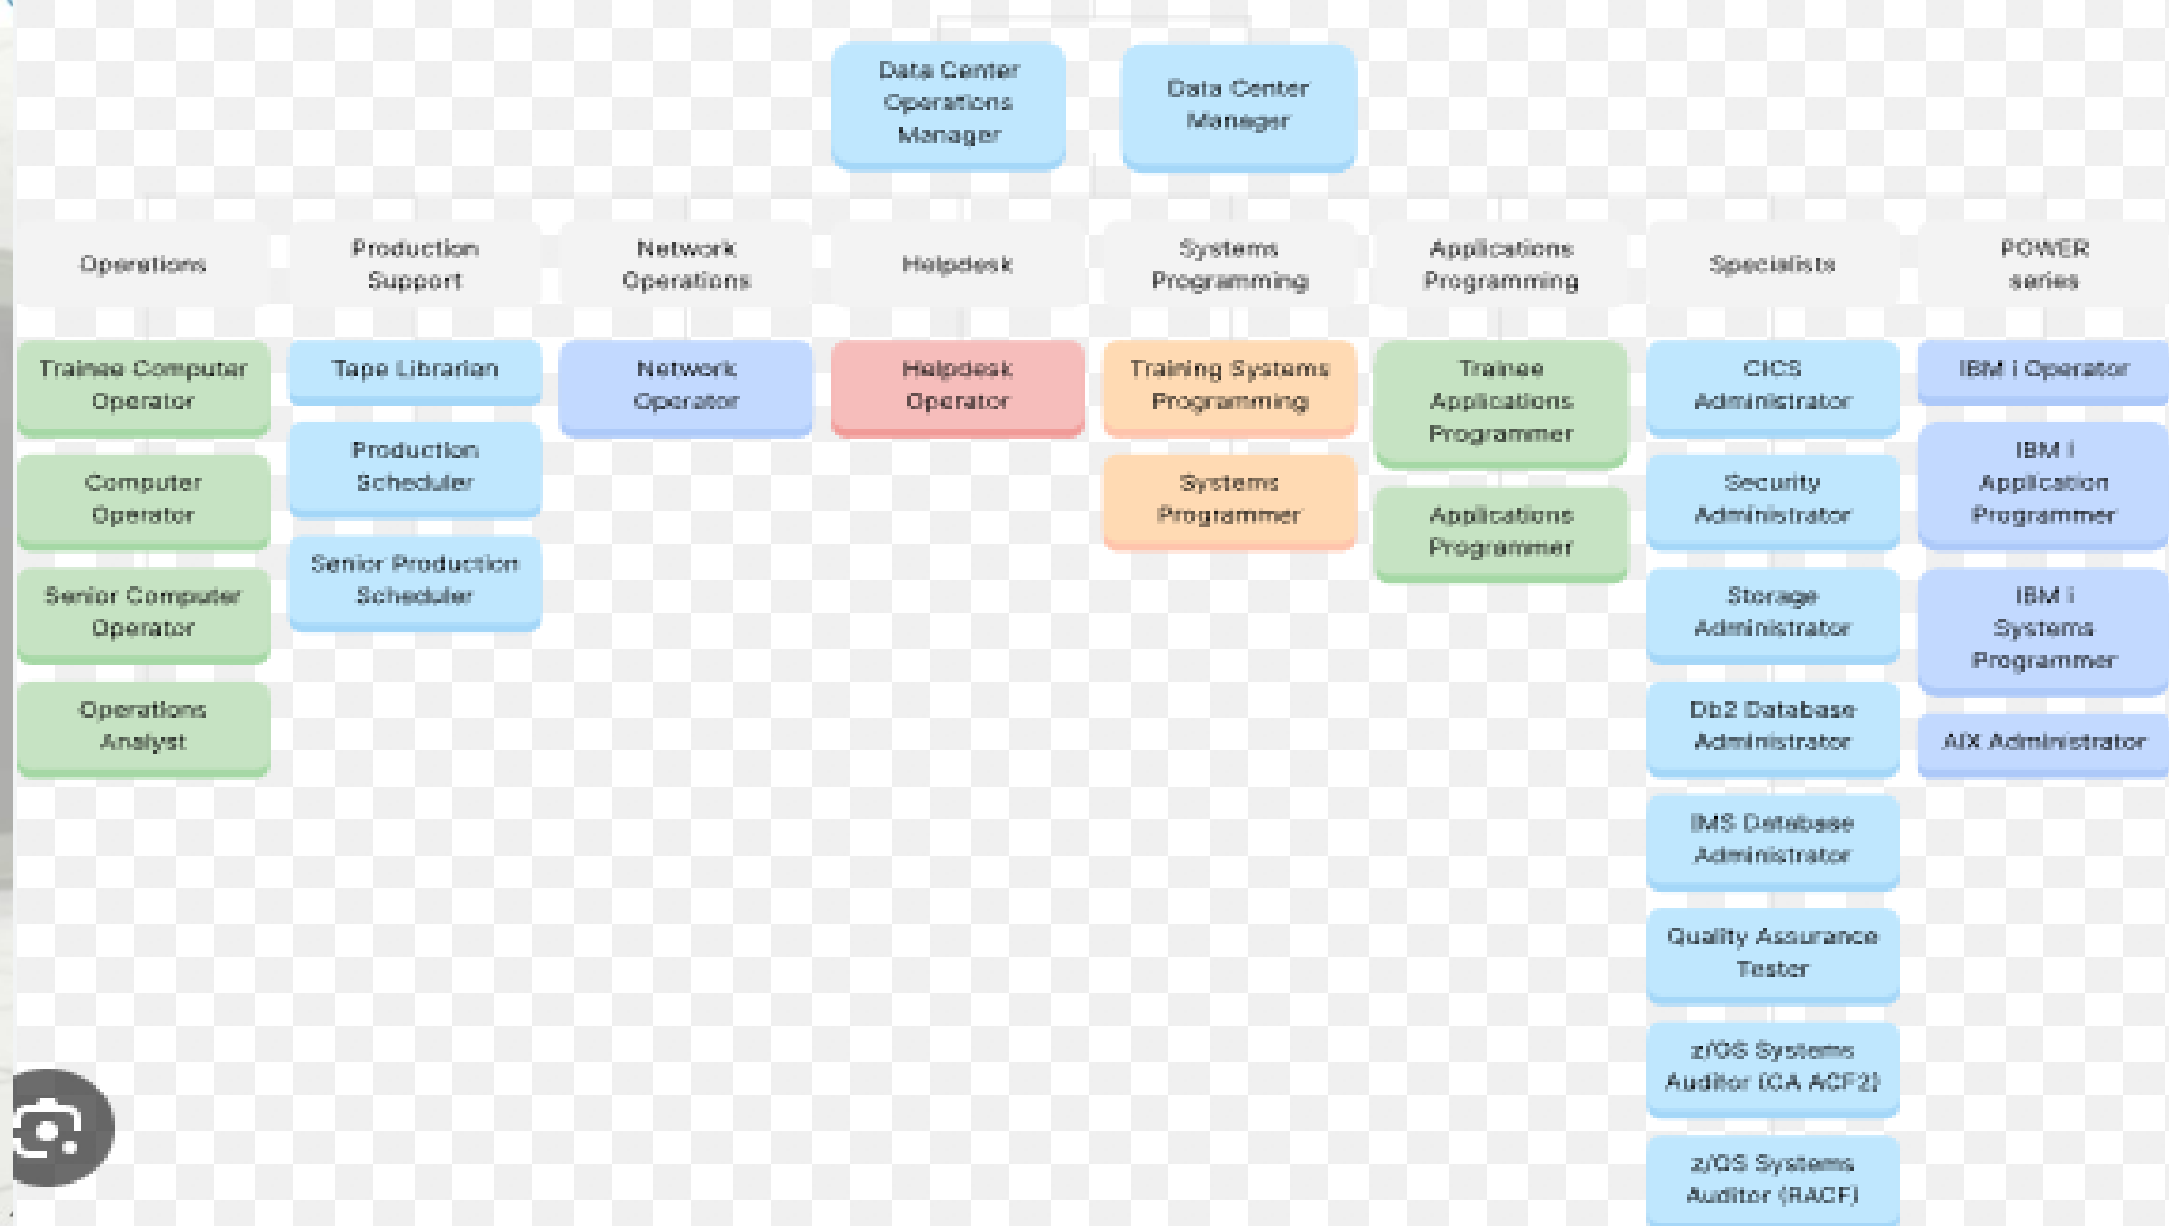 Data Center
Operations
Manager
Data Center
Manager
Operations
Production
Support
Network
Operations
Helpdesk
Systems
Programming
Applications
Programming
Specialists
POWER
series
Trainee Computer
Operator
Computer
Operator
Senior Computer
Operator
Operations
Analyst
Tape Librarian
Production
Scheduler
Senior Production
Scheduler
Network
Operator
Helpdesk
Operator
Training Systems
Programming
Systems
Programmer
Trainee
Applications
Programmer
Applications
Programmer
CICS
Administrator
Security
Administrator
Storage
Administrator
Db2 Database
Administrator
IMS Database
Administrator
Quality Assurance
Tester
z/OS Systems
Auditor (CA ACF2)
z/OS Systems
Auditor (RACF)
IBM i Operator
IBM i
Application
Programmer
IBM i
Systems
Programmer
AIX Administrator